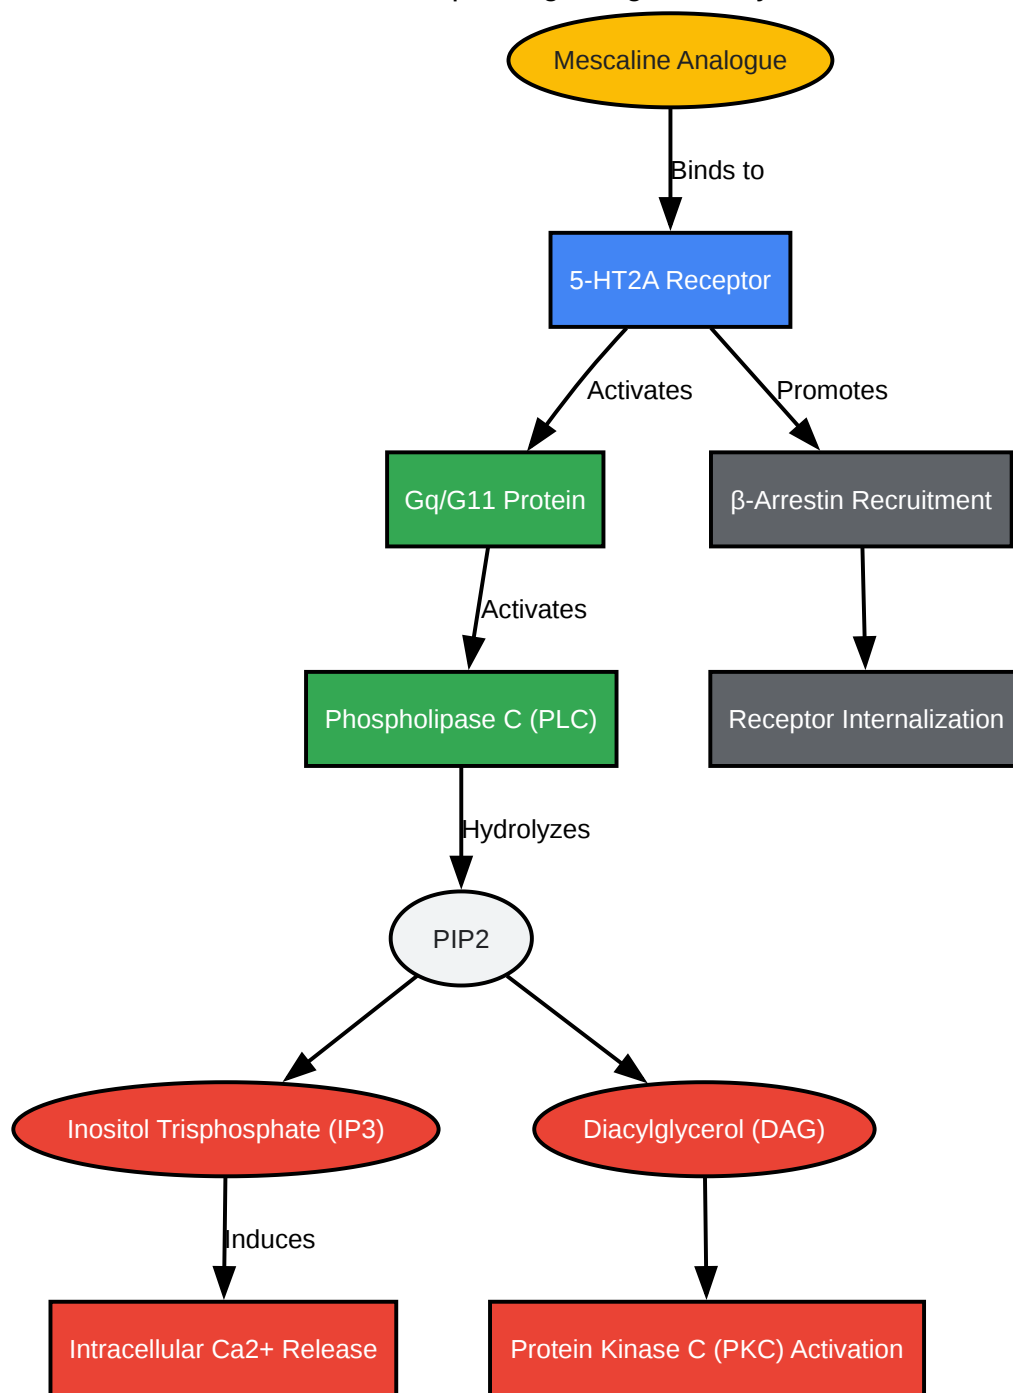 Mescaline Analogue
Binds to
5-HT2A Receptor
Activates
Promotes
Gq/G11 Protein
β-Arrestin Recruitment
Activates
Phospholipase C (PLC)
Receptor Internalization
Hydrolyzes
PIP2
Inositol Trisphosphate (IP3)
Diacylglycerol (DAG)
Induces
Intracellular Ca2+ Release
Protein Kinase C (PKC) Activation